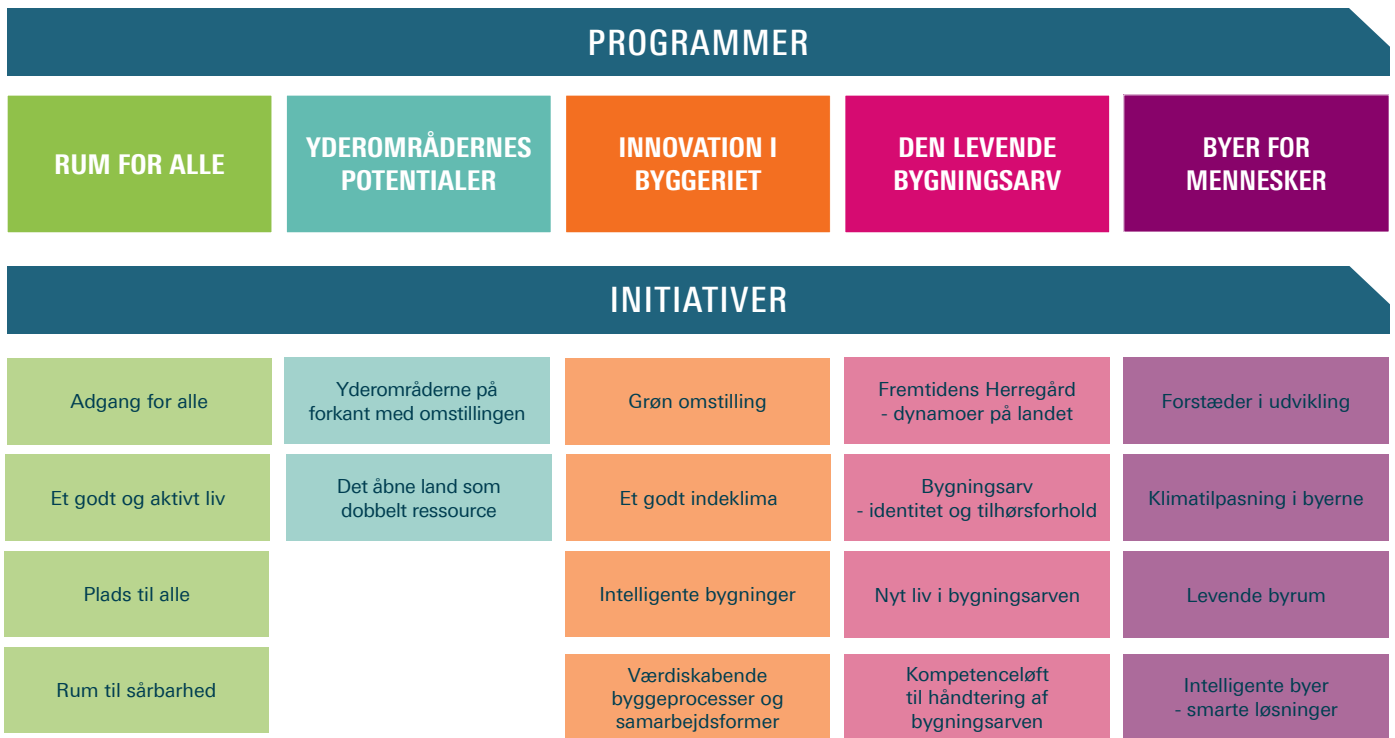 PROGRAMMER
RUM FOR ALLE
YDEROMRÅDERNES
POTENTIALER
INNOVATION I
BYGGERIET
DEN LEVENDE
BYGNINGSARV
BYER FOR
MENNESKER
INITIATIVER
Adgang for alle
Yderområderne på
forkant med omstillingen
Grøn omstilling
Fremtidens Herregård
- dynamoer på landet
Forstæder i udvikling
Et godt og aktivt liv
Det åbne land som
dobbelt ressource
Et godt indeklima
Bygningsarv
- identitet og tilhørsforhold
Klimatilpasning i byerne
Plads til alle
Intelligente bygninger
Nyt liv i bygningsarven
Levende byrum
Rum til sårbarhed
Værdiskabende
byggeprocesser og
samarbejdsformer
Kompetenceløft
til håndtering af
bygningsarven
Intelligente byer
- smarte løsninger